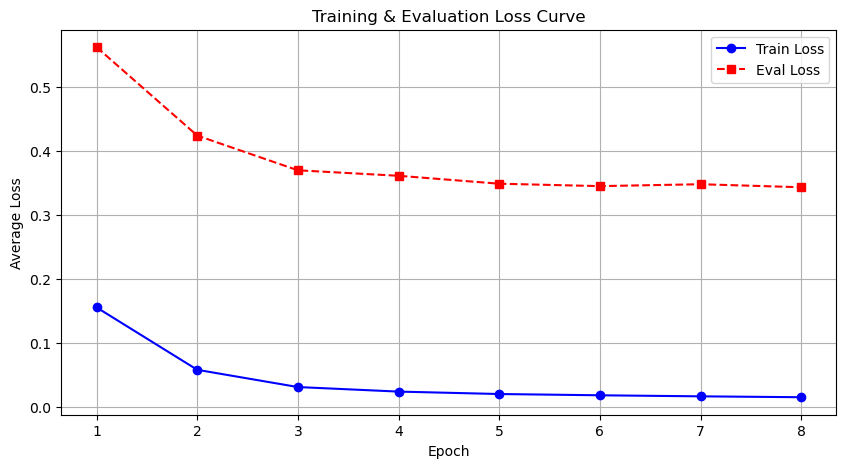 Training & Evaluation Loss Curve
Train Loss
Eval Loss
Average Loss
0.5
0.4
0.3
0.2
0.1
0.0
1 2 3 4 5 6 7 8
Epoch